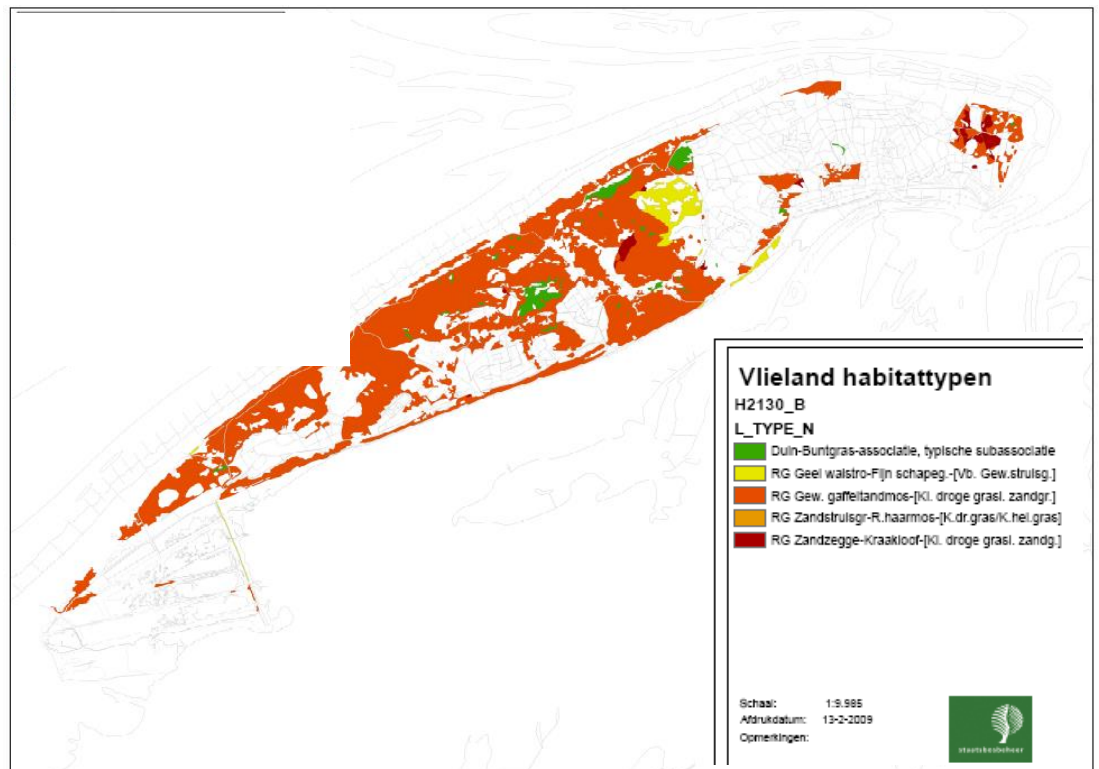 Vlieland habitattypen
H2130_B
L_TYPE_N
Duin-Buntgras-associatie, typische subassociatie
RG Geel walstro-Fijn schapeg.-[Vb. Gew.struisg.]
RG Gew. gaffeltandmos-[Kl. droge grasl. zandgr.]
RG Zandstruisgr-R.haarmos-[K.dr.gras/K.hei.gras]
RG Zandzegge-Kraakloof-[Kl. droge grasl. zandg.]
Schaal: 1:9.985
Afdrukdatum: 13-2-2009
Opmerkingen:
staatsbosbeheer